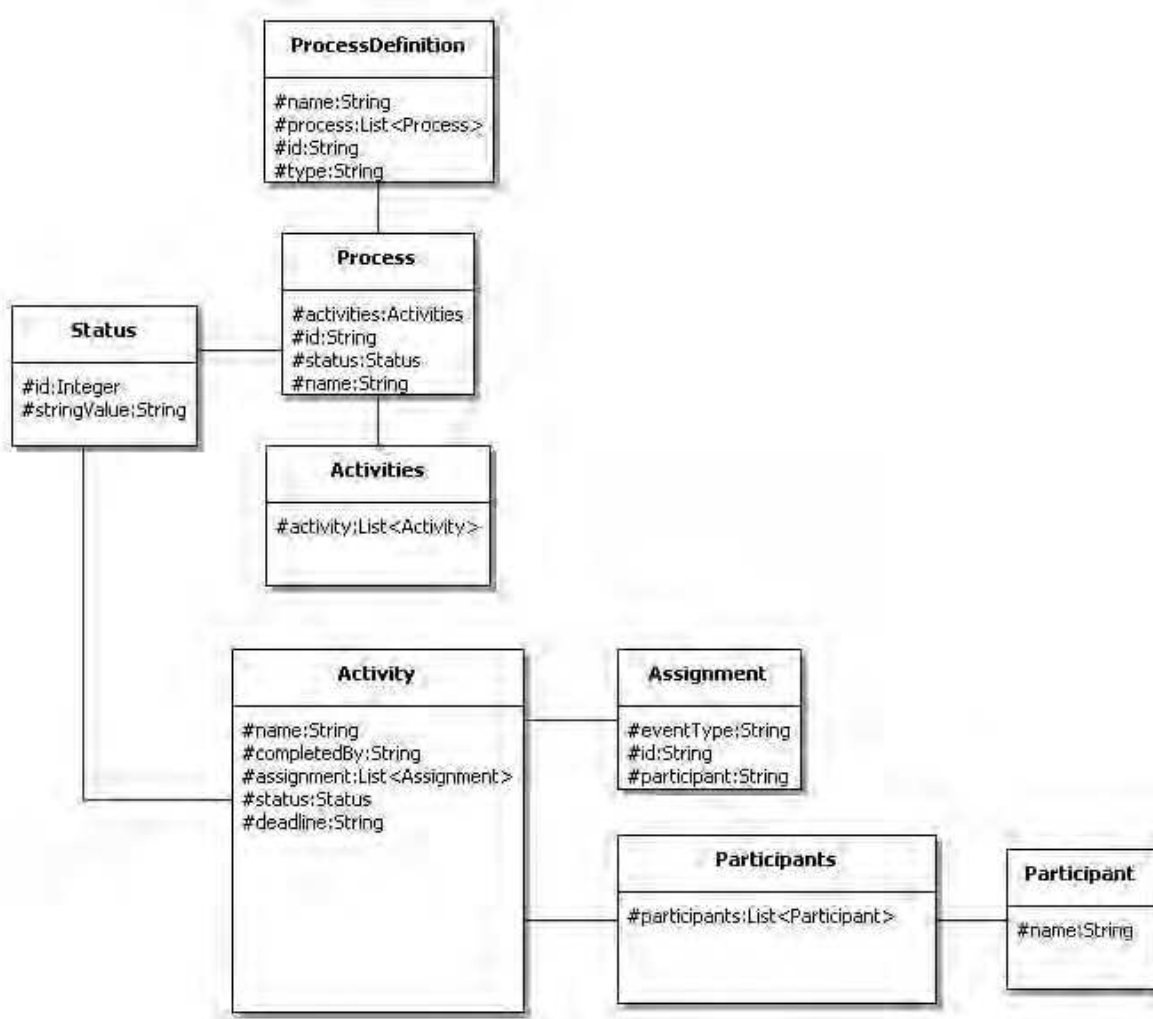 ProcessDefinition
#name:String
#process:List<Process>
#id:String
#type:String
Process
#activities:Activities
#id:String
#status:Status
#name:String
Status
#id:Integer
#stringValue:String
Activities
#activity:List<Activity>
Activity
#name:String
#completedBy:String
#assignment:List<Assignment>
#status:Status
#deadline:String
Assignment
#eventType:String
#id:String
#participant:String
Participants
#participants:List<Participant>
Participant
#name:String